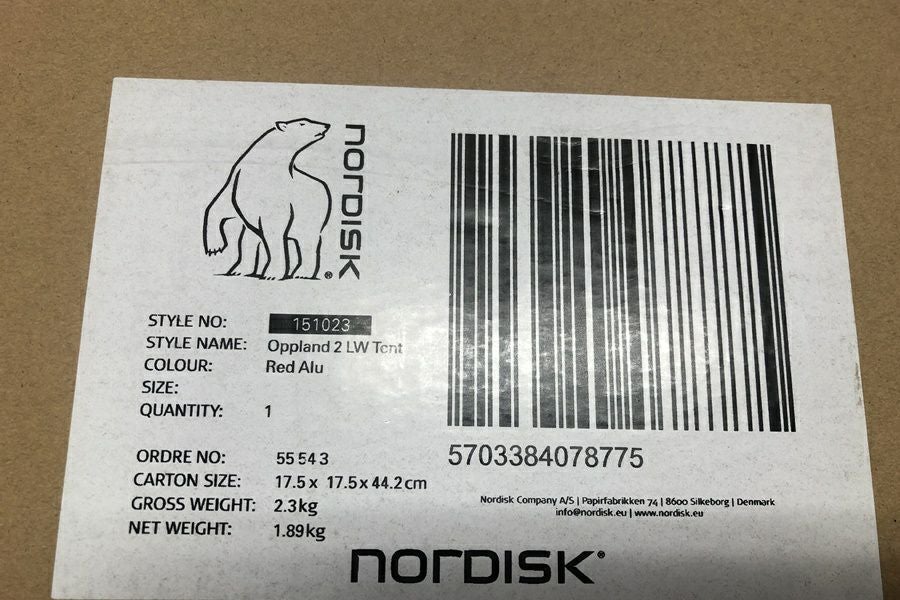 NORDISK®
STYLE NO: 151023
STYLE NAME: Oppland 2 LW Tent
COLOUR: Red Alu
SIZE:
QUANTITY: 1
ORDRE NO: 55543
CARTON SIZE: 17.5 x 17.5 x 44.2 cm
GROSS WEIGHT: 2.3kg
NET WEIGHT: 1.89kg
5703384078775
Nordisk Company A/S | Papirfabrikken 74 | 8600 Silkeborg | Denmark
info@nordisk.eu | www.nordisk.eu
NORDISK®